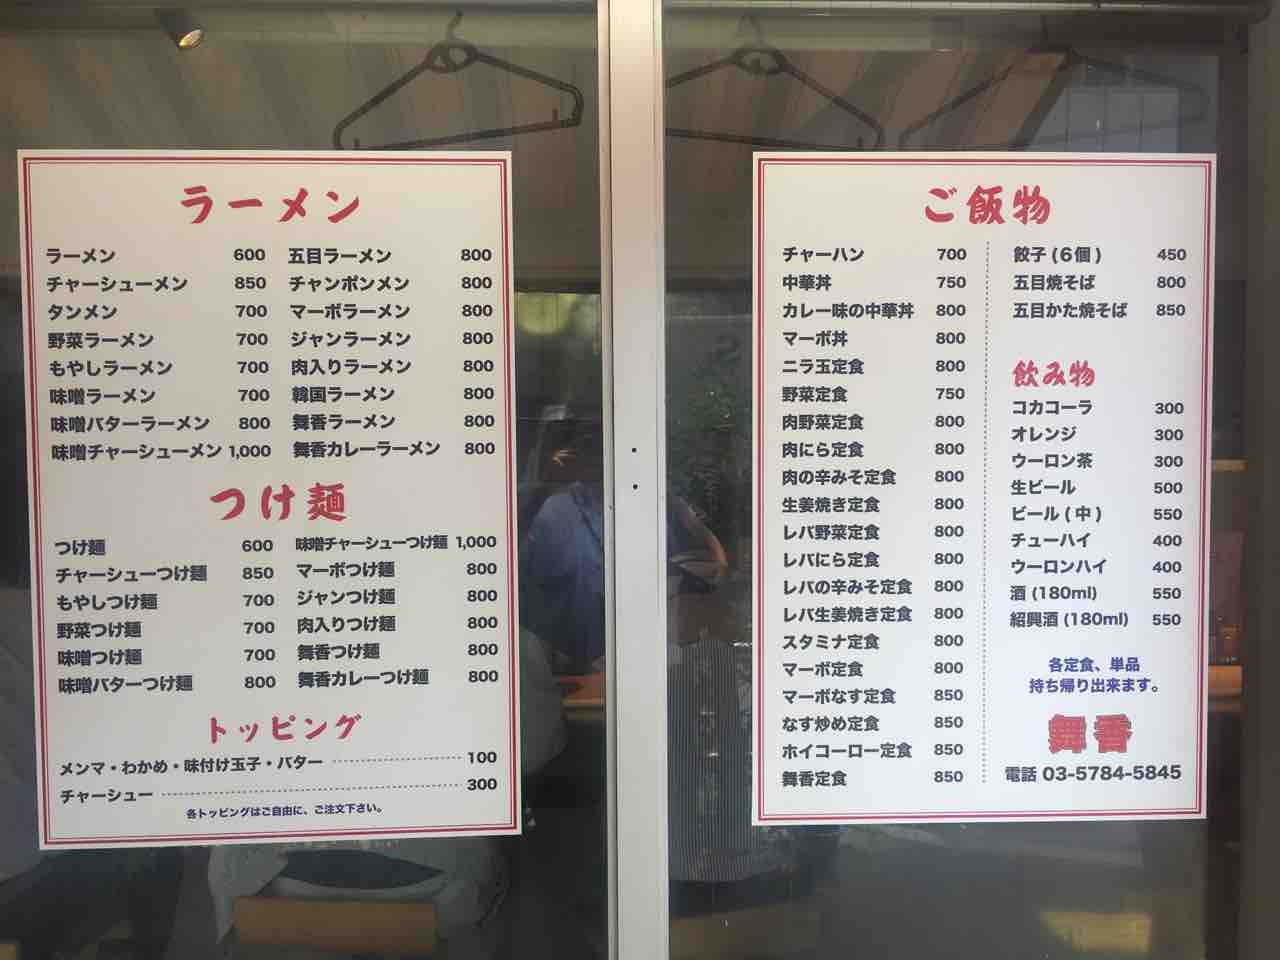 ラーメン
ラーメン 600
チャーシューメン 850
タンメン 700
野菜ラーメン 700
もやしラーメン 700
味噌ラーメン 700
味噌バターラーメン 800
味噌チャーシューメン 1,000
五目ラーメン 800
チャンポンメン 800
マーボラーメン 800
ジャンラーメン 800
肉入りラーメン 800
韓国ラーメン 800
舞香ラーメン 800
舞香カレーラーメン 800
つけ麺
つけ麺 600
チャーシューつけ麺 850
もやしつけ麺 700
野菜つけ麺 700
味噌つけ麺 700
味噌バターつけ麺 800
味噌チャーシューつけ麺 1,000
マーボつけ麺 800
ジャンつけ麺 800
肉入りつけ麺 800
舞香つけ麺 800
舞香カレーつけ麺 800
トッピング
メンマ・わかめ・味付け玉子・バター 100
チャーシュー 300
各トッピングはご自由に、ご注文下さい。
ご飯物
チャーハン 700
中華丼 750
カレー味の中華丼 800
マーボ丼 800
ニラ玉定食 800
野菜定食 750
肉野菜定食 800
肉にら定食 800
肉の辛みそ定食 800
生姜焼き定食 800
レバ野菜定食 800
レバにら定食 800
レバの辛みそ定食 800
レバ生姜焼き定食 800
スタミナ定食 800
マーボ定食 800
マーボなす定食 850
なす炒め定食 850
ホイコーロー定食 850
舞香定食 850
餃子(6個) 450
五目焼そば 800
五目かた焼そば 850
飲み物
コカコーラ 300
オレンジ 300
ウーロン茶 300
生ビール 500
ビール(中) 550
チューハイ 400
ウーロンハイ 400
酒(180ml) 550
紹興酒(180ml) 550
各定食、単品
持ち帰り出来ます。
舞香
電話 03-5784-5845